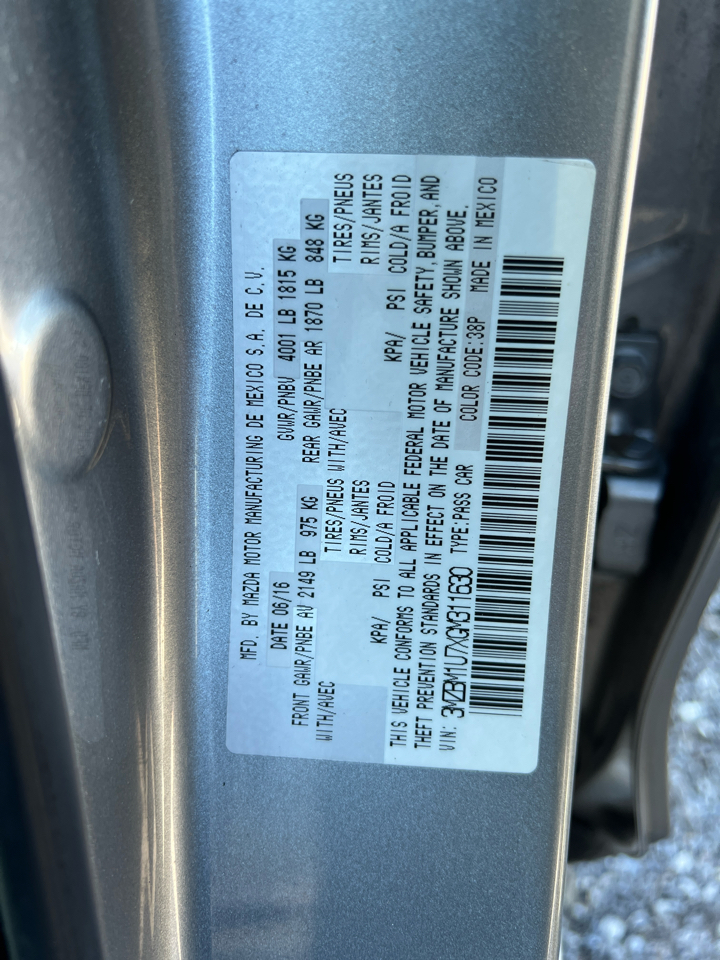 MFD. BY MAZDA MOTOR MANUFACTURING DE MEXICO S.A. DE C.V.
DATE 06/16 GVWR/PNBV 4001 LB 1815 KG
FRONT GAWR/PNBE AV 2149 LB 975 KG REAR GAWR/PNBE AR 1870 LB 848 KG
WITH/AVEC TIRES/PNEUS WITH/AVEC TIRES/PNEUS
RIMS/JANTES RIMS/JANTES
KPA/ PSI COLD/A FROID KPA/ PSI COLD/A FROID
THIS VEHICLE CONFORMS TO ALL APPLICABLE FEDERAL MOTOR VEHICLE SAFETY,BUMPER,AND
THEFT PREVENTION STANDARDS IN EFFECT ON THE DATE OF MANUFACTURE SHOWN ABOVE.
VIN: 3MZBM1U7XGM311630 TYPE:PASS CAR COLOR CODE:38P MADE IN MEXICO